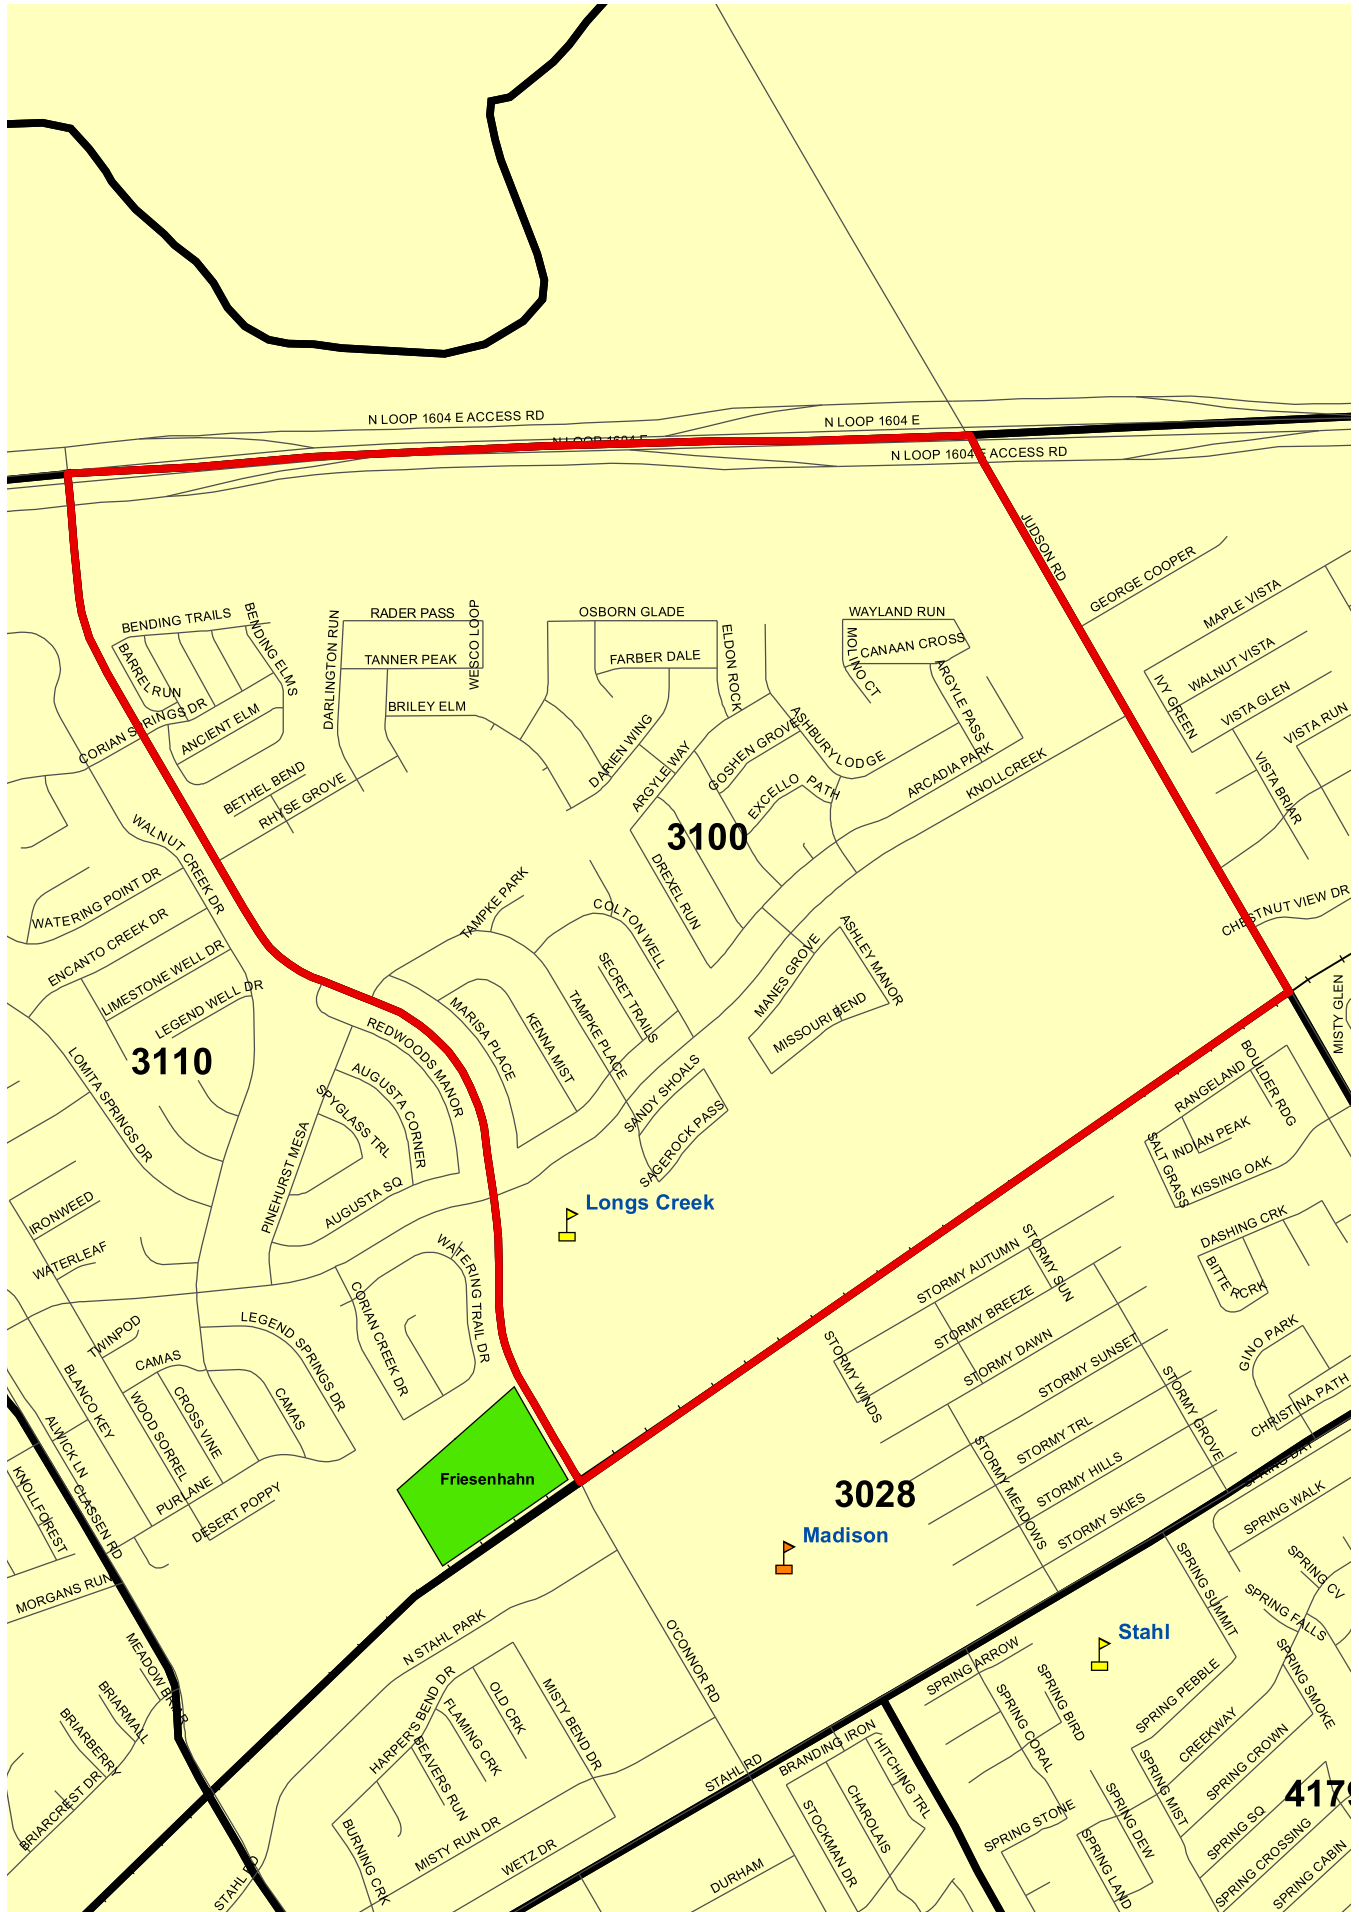 N LOOP 1604 E ACCESS RD
N LOOP 1604 E
N LOOP 1604 E
N LOOP 1604 E ACCESS RD
JUDSON RD
GEORGE COOPER
MAPLE VISTA
WALNUT VISTA
IVY GREEN
VISTA GLEN
VISTA RUN
VISTA BRIAR
BENDING TRAILS
BENDING ELMS
BARREL RUN
CORIAN SPRINGS DR
ANCIENT ELM
BETHEL BEND
RHYSE GROVE
DARLINGTON RUN
RADER PASS
WESCO LOOP
TANNER PEAK
BRILEY ELM
OSBORN GLADE
FARBER DALE
ELDON ROCK
DARIEN WING
ARGYLE WAY
GOSHEN GROVE
ASHBURY LODGE
EXCELLO PATH
WAYLAND RUN
CANAAN CROSS
MOLINO CT
ARGYLE PASS
ARCADIA PARK
KNOLLCREEK
3100
DREXEL RUN
WALNUT CREEK DR
WATERING POINT DR
ENCANTO CREEK DR
LIMESTONE WELL DR
LEGEND WELL DR
3110
LOMITA SPRINGS DR
TAMPKE PARK
COLTON WELL
SECRET TRAILS
TAMPKE PLACE
KENNA MIST
MARISA PLACE
REDWOODS MANOR
AUGUSTA CORNER
SPYGLASS TRL
PINEHURST MESA
AUGUSTA SQ
MANES GROVE
ASHLEY MANOR
MISSOURI BEND
SANDY SHOALS
SAGEROCK PASS
CHESTNUT VIEW DR
MISTY GLEN
BOULDER RDG
RANGELAND
INDIAN PEAK
SALT GRASS
KISSING OAK
DASHING CRK
BITTER CRK
GINO PARK
CHRISTINA PATH
Longs Creek
IRONWEED
WATERLEAF
TWINPOD
CAMAS
BLANCO KEY
WOOD SORREL
CROSS VINE
CAMAS
LEGEND SPRINGS DR
CORIAN CREEK DR
WATERING TRAIL DR
PURLANE
DESERT POPPY
ALWICK LN
CLASSEN RD
KNOLLFOREST
MORGANS RUN
Friesenhahn
STORMY AUTUMN
STORMY SUN
STORMY BREEZE
STORMY DAWN
STORMY WINDS
STORMY SUNSET
STORMY GROVE
STORMY TRL
STORMY MEADOWS
STORMY HILLS
STORMY SKIES
3028
Madison
Stahl
SPRING DAY
SPRING WALK
SPRING CV
SPRING FALLS
SPRING SUMMIT
SPRING SMOKE
SPRING PEBBLE
SPRING ARROW
SPRING BIRD
SPRING CORAL
CREEKWAY
SPRING CROWN
SPRING MIST
SPRING SQ
4179
SPRING CROSSING
SPRING CABIN
SPRING DEW
SPRING LAND
SPRING STONE
N STAHL PARK
O'CONNOR RD
STAHL RD
BRANDING IRON
HITCHING TRL
CHAROLAIS
STOCKMAN DR
DURHAM
HARPER'S BEND DR
OLD CRK
FLAMING CRK
BEAVERS RUN
MISTY BEND DR
MISTY RUN DR
WETZ DR
BURNING CRK
STAHL RD
MEADOW BRIAR
BRIARMALL
BRIARBERRY
BRIARCREST DR